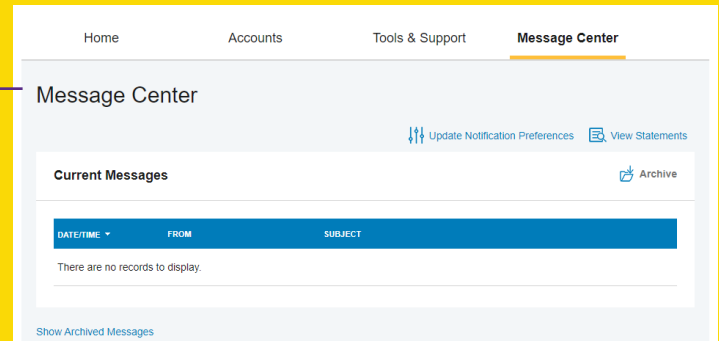 Home Accounts Tools & Support Message Center
Message Center
Update Notification Preferences View Statements
Current Messages Archive
DATE/TIME FROM SUBJECT
There are no records to display.
Show Archived Messages